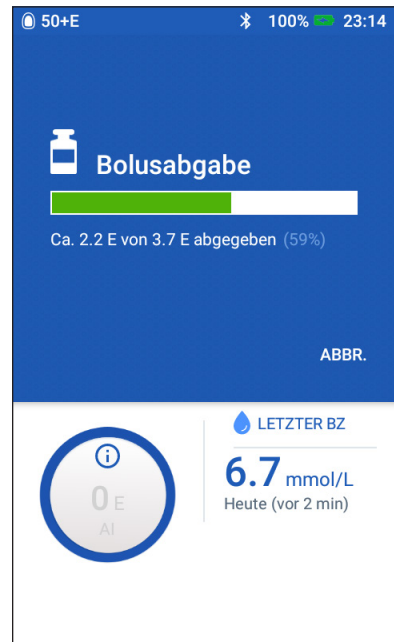 50+E 100% 23:14
Bolusabgabe
Ca. 2.2 E von 3.7 E abgegeben (59%)
ABBR.
0 E
AI
LETZTER BZ
6.7 mmol/L
Heute (vor 2 min)